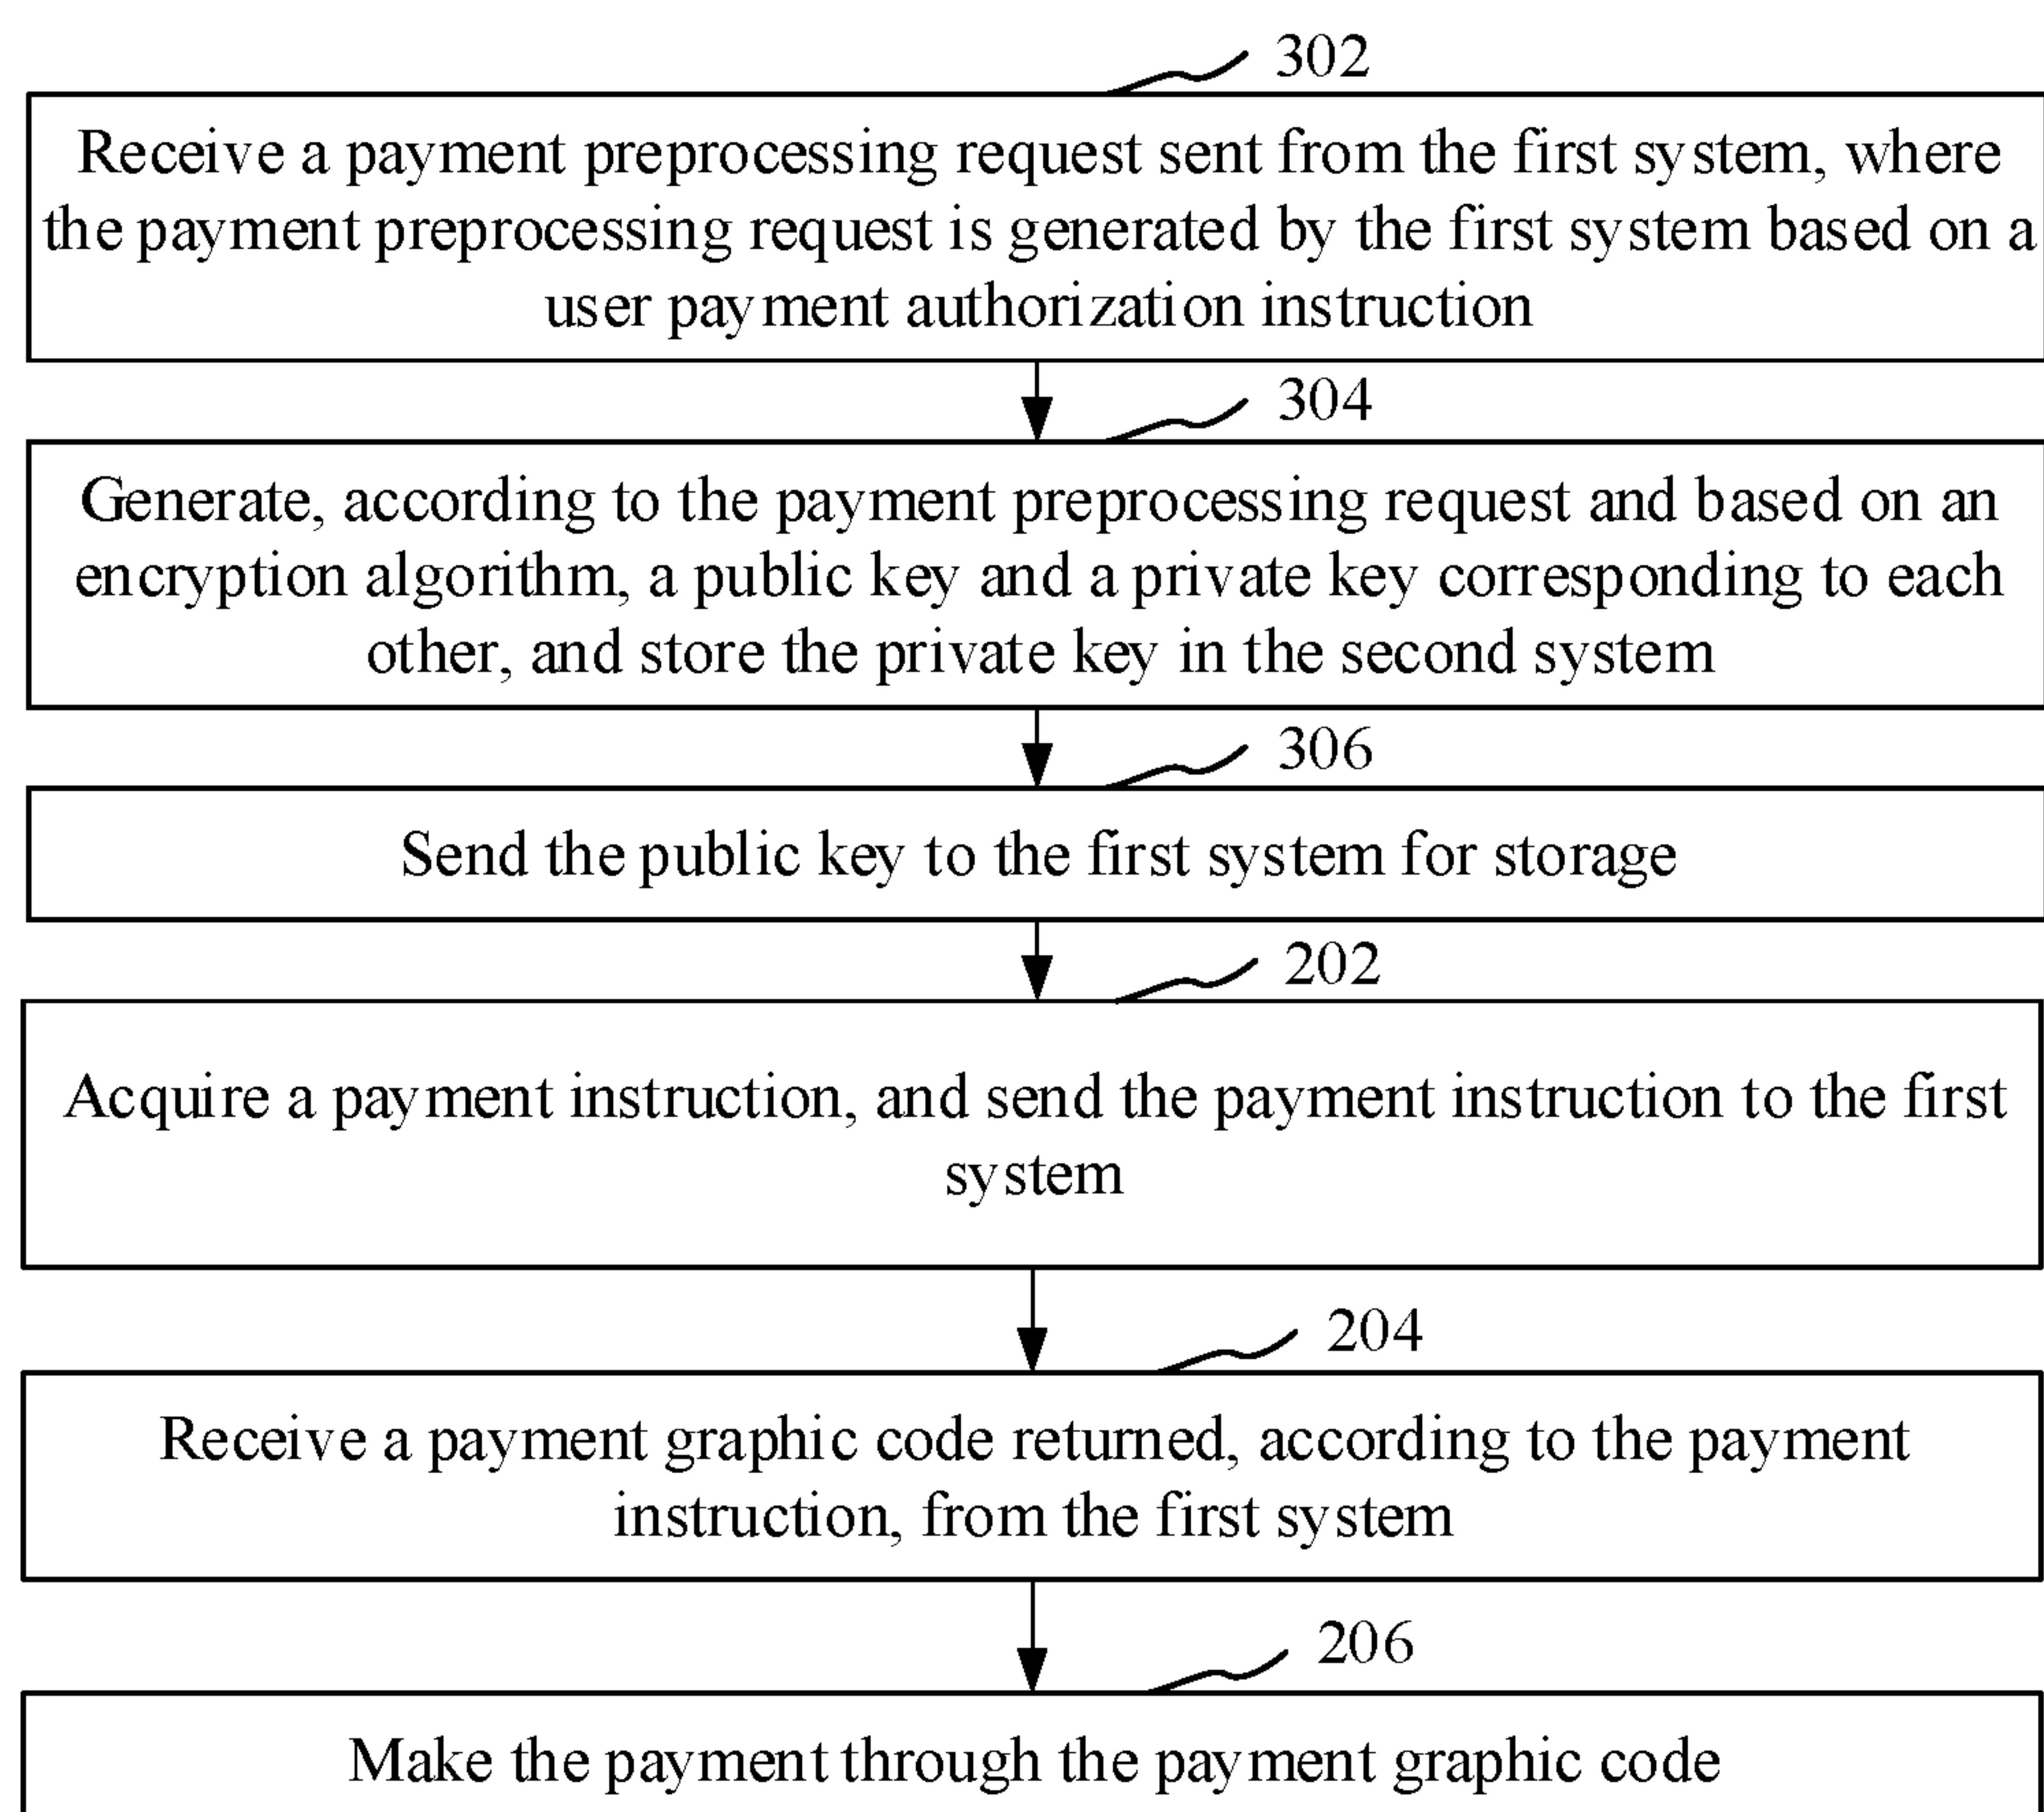 302
Receive a payment preprocessing request sent from the first system, where
the payment preprocessing request is generated by the first system based on a
user payment authorization instruction
304
Generate, according to the payment preprocessing request and based on an
encryption algorithm, a public key and a private key corresponding to each
other, and store the private key in the second system
306
Send the public key to the first system for storage
202
Acquire a payment instruction, and send the payment instruction to the first
system
204
Receive a payment graphic code returned, according to the payment
instruction, from the first system
206
Make the payment through the payment graphic code